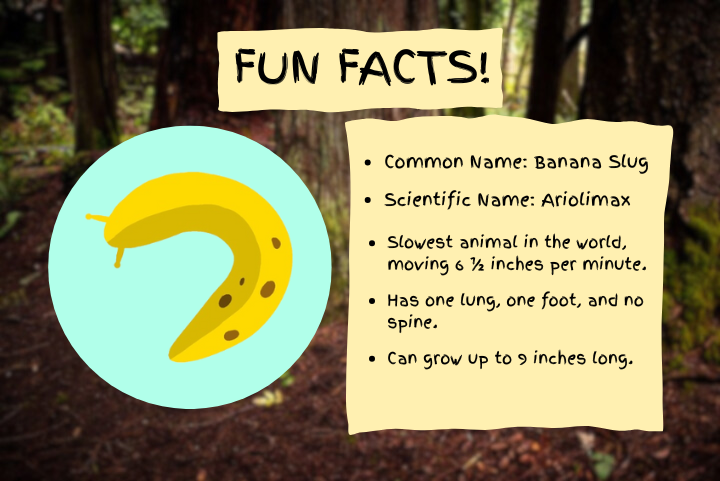 FUN FACTS!
• Common Name: Banana Slug
• Scientific Name: Ariolimax
• Slowest animal in the world,
moving 6 ½ inches per minute.
• Has one lung, one foot, and no
spine.
• Can grow up to 9 inches long.